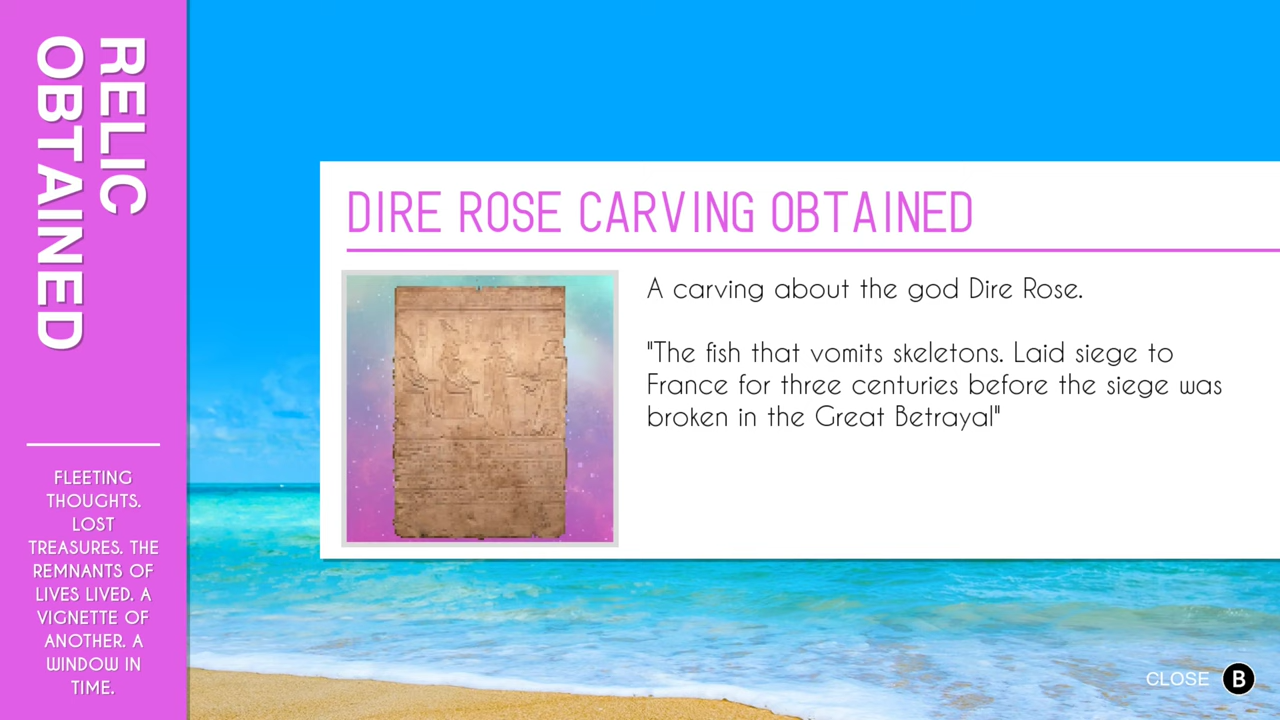 RELIC
OBTAINED
FLEETING
THOUGHTS.
LOST
TREASURES. THE
REMNANTS OF
LIVES LIVED. A
VIGNETTE OF
ANOTHER. A
WINDOW IN
TIME.
DIRE ROSE CARVING OBTAINED
A carving about the god Dire Rose.
"The fish that vomits skeletons. Laid siege to
France for three centuries before the siege was
broken in the Great Betrayal"
CLOSE B